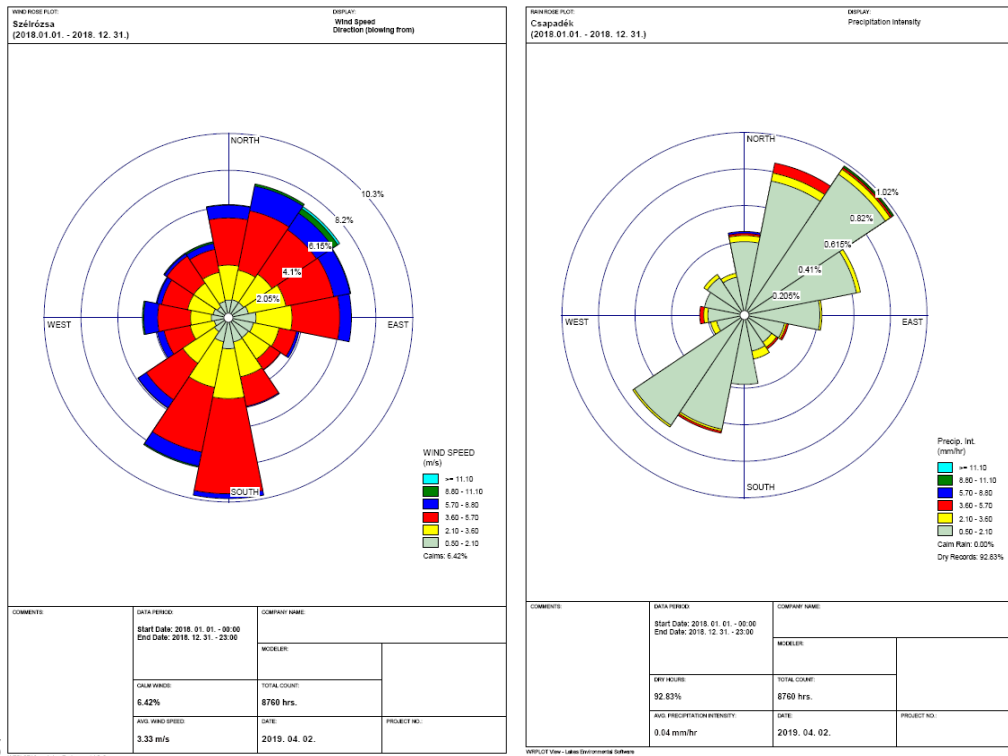 WIND ROSE PLOT:
Szélrózsa
(2018.01.01. - 2018. 12. 31.)
DISPLAY:
Wind Speed
Direction (blowing from)
NORTH
10.3%
8.2%
6.15%
4.1%
2.05%
WEST
EAST
SOUTH
WIND SPEED
(m/s)
>= 11.10
8.80 - 11.10
5.70 - 8.80
3.60 - 5.70
2.10 - 3.60
0.50 - 2.10
Calms: 6.42%
COMMENTS:
DATA PERIOD:
Start Date: 2018. 01. 01. - 00:00
End Date: 2018. 12. 31. - 23:00
COMPANY NAME:
MODELER:
CALM WINDS:
6.42%
TOTAL COUNT:
8760 hrs.
AVG. WIND SPEED:
3.33 m/s
DATE:
2019. 04. 02.
PROJECT NO.:
RAIN ROSE PLOT:
Csapadék
(2018.01.01. - 2018. 12. 31.)
DISPLAY:
Precipitation Intensity
NORTH
1.02%
0.82%
0.615%
0.41%
0.205%
WEST
EAST
SOUTH
Precip. Int.
(mm/hr)
>= 11.10
8.80 - 11.10
5.70 - 8.80
3.60 - 5.70
2.10 - 3.60
0.50 - 2.10
Calm Rain: 0.00%
Dry Records: 92.83%
COMMENTS:
DATA PERIOD:
Start Date: 2018. 01. 01. - 00:00
End Date: 2018. 12. 31. - 23:00
COMPANY NAME:
MODELER:
DRY HOURS:
92.83%
TOTAL COUNT:
8760 hrs.
AVG. PRECIPITATION INTENSITY:
0.04 mm/hr
DATE:
2019. 04. 02.
PROJECT NO.:
WRPLOT View - Lakes Environmental Software